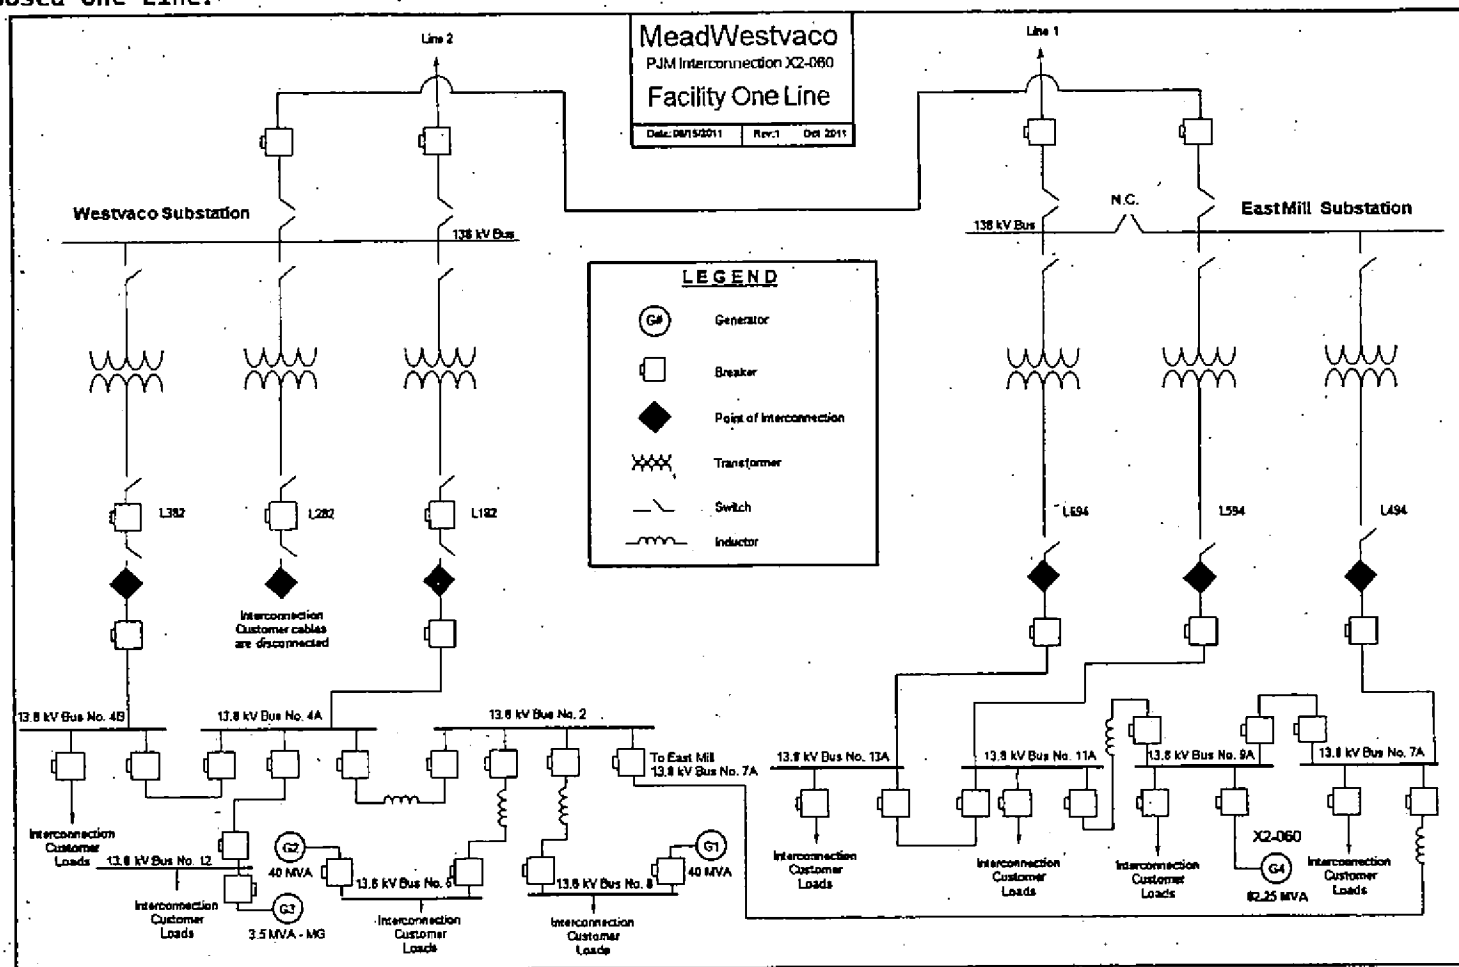 One Line.
MeadWestvaco
PJM Interconnection X2-060
Facility One Line
Date: 08/15/2011 Rev:1 Oct 2011
Line 2
Line 1
Westvaco Substation
138 kV Bus
N.C.
138 kV Bus
East Mill Substation
LEGEND
G# Generator
Breaker
Point of Interconnection
Transformer
Switch
Inductor
L382
L282
L182
L694
L594
L494
Interconnection
Customer cables
are disconnected
13.8 kV Bus No. 4B
13.8 kV Bus No. 4A
13.8 kV Bus No. 2
To East Mill
13.8 kV Bus No. 7A
13.8 kV Bus No. 13A
13.8 kV Bus No. 11A
13.8 kV Bus No. 9A
13.8 kV Bus No. 7A
Interconnection
Customer
Loads
13.8 kV Bus No. 12
Interconnection
Customer
Loads
G3
3.5 MVA - MG
G2
40 MVA
13.8 kV Bus No. 6
Interconnection
Customer
Loads
G1
40 MVA
13.8 kV Bus No. 8
Interconnection
Customer
Loads
Interconnection
Customer
Loads
Interconnection
Customer
Loads
Interconnection
Customer
Loads
X2-060
G4
82.25 MVA
Interconnection
Customer
Loads